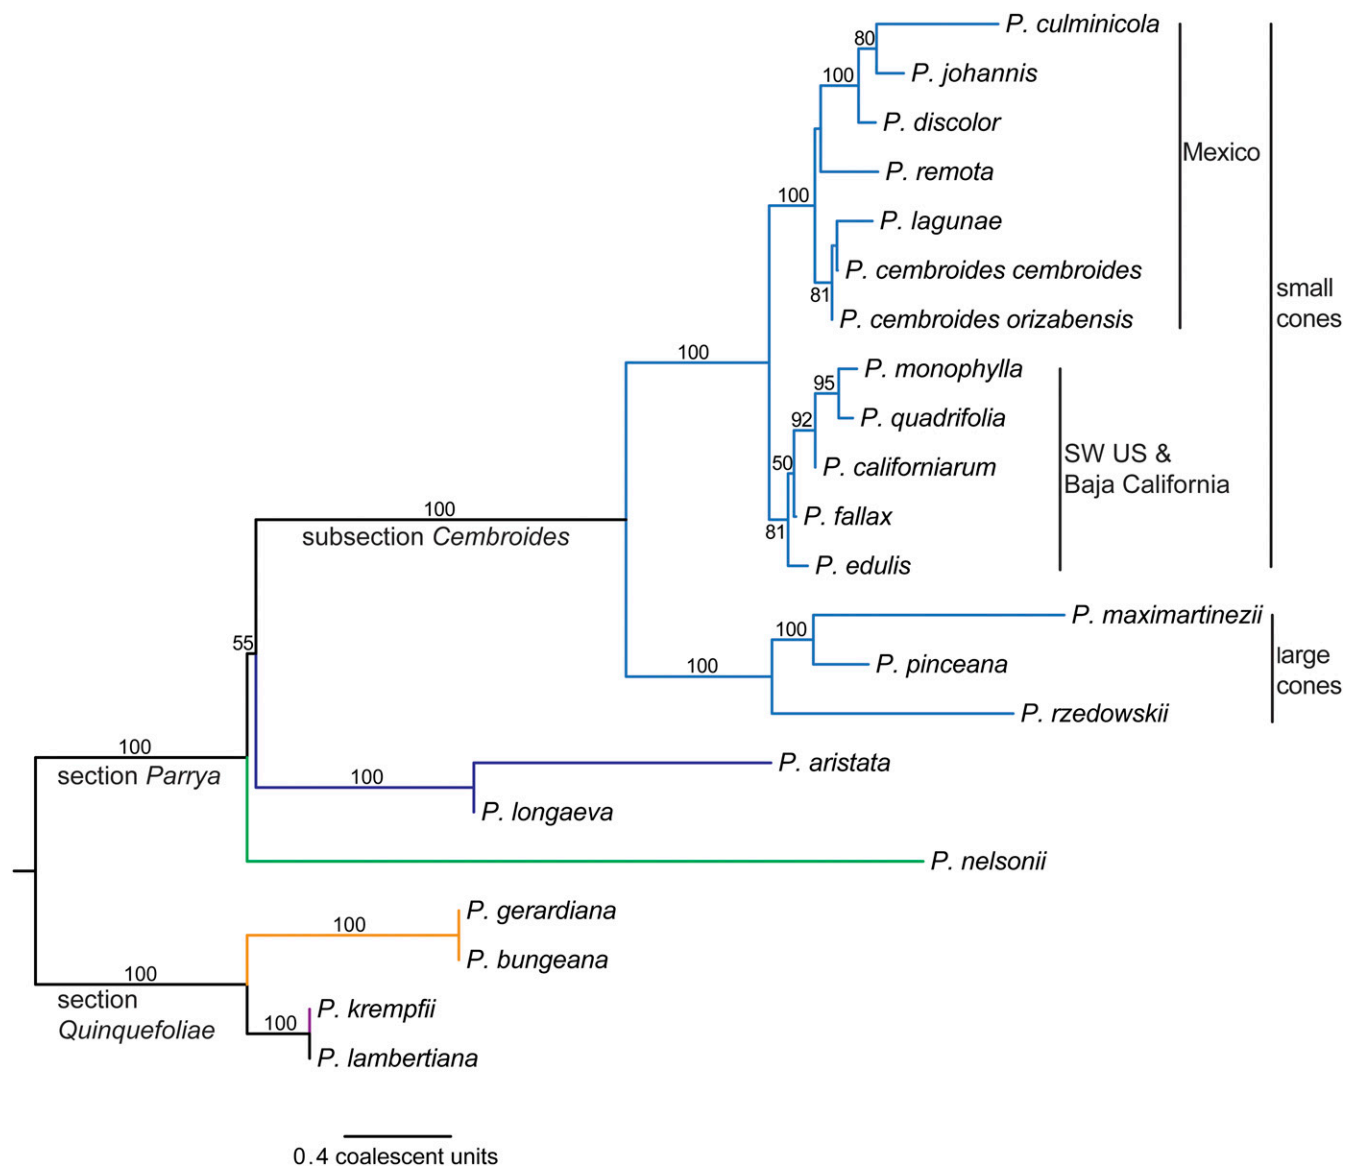 P. culminicola
80
P. johannis
100
P. discolor
Mexico
P. remota
100
P. lagunae
P. cembroides cembroides
81
small
cones
P. cembroides orizabensis
100
P. monophylla
95
P. quadrifolia
92
SW US &
Baja California
50
P. californiarum
P. fallax
81
100
subsection Cembroides
P. edulis
P. maximartinezii
100
55
large
cones
P. pinceana
100
P. rzedowskii
100
section Parrya
P. aristata
100
P. longaeva
P. nelsonii
P. gerardiana
100
P. bungeana
100
section
Quinquefoliae
P. krempfii
100
P. lambertiana
0.4 coalescent units